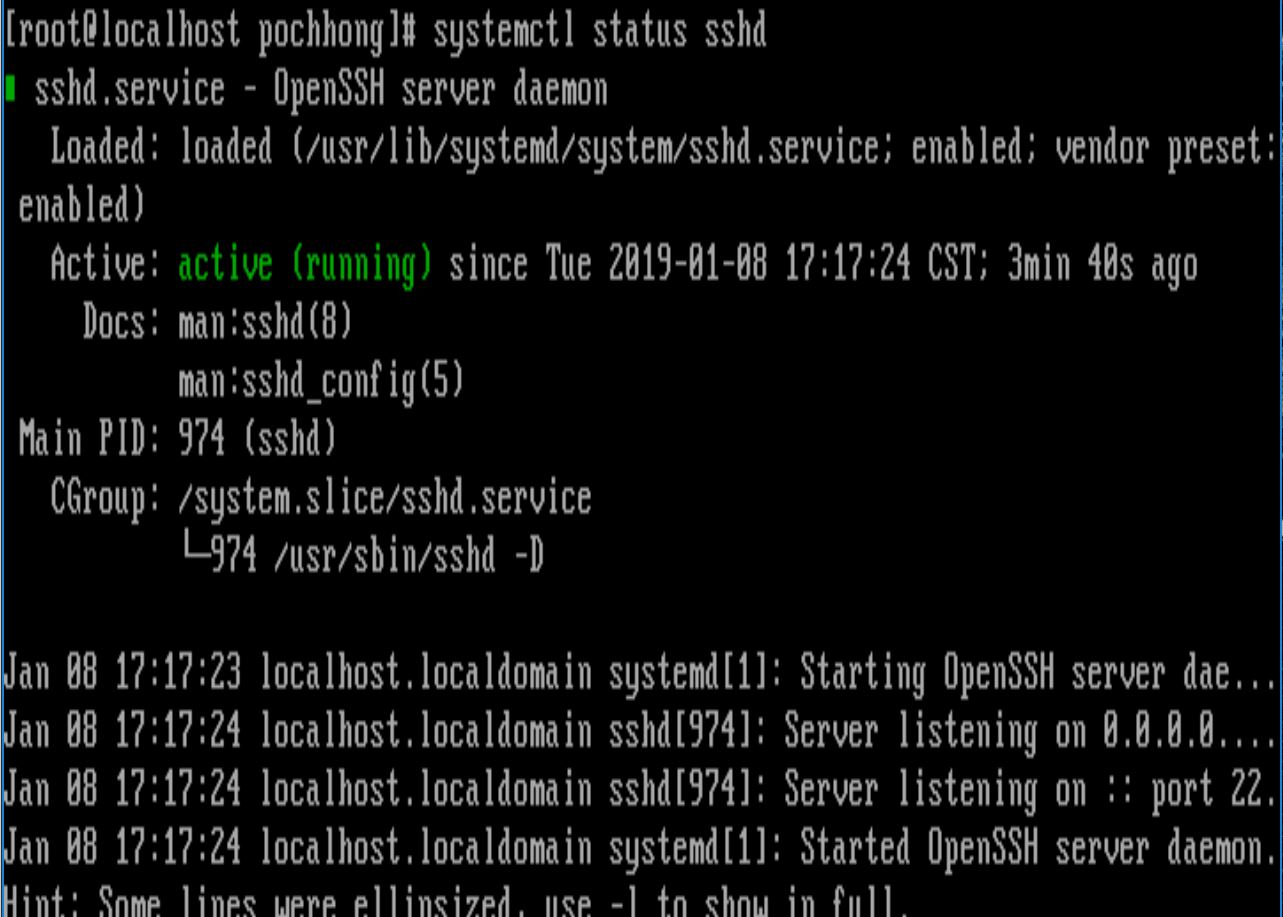 [root@localhost pochhong]# systemctl status sshd
sshd.service - OpenSSH server daemon
Loaded: loaded (/usr/lib/systemd/system/sshd.service; enabled; vendor preset:
enabled)
Active: active (running) since Tue 2019-01-08 17:17:24 CST; 3min 40s ago
Docs: man:sshd(8)
man:sshd_config(5)
Main PID: 974 (sshd)
CGroup: /system.slice/sshd.service
└─974 /usr/sbin/sshd -D
Jan 08 17:17:23 localhost.localdomain systemd[1]: Starting OpenSSH server dae...
Jan 08 17:17:24 localhost.localdomain sshd[974]: Server listening on 0.0.0.0....
Jan 08 17:17:24 localhost.localdomain sshd[974]: Server listening on :: port 22.
Jan 08 17:17:24 localhost.localdomain systemd[1]: Started OpenSSH server daemon.
Hint: Some lines were ellipsized, use -l to show in full.